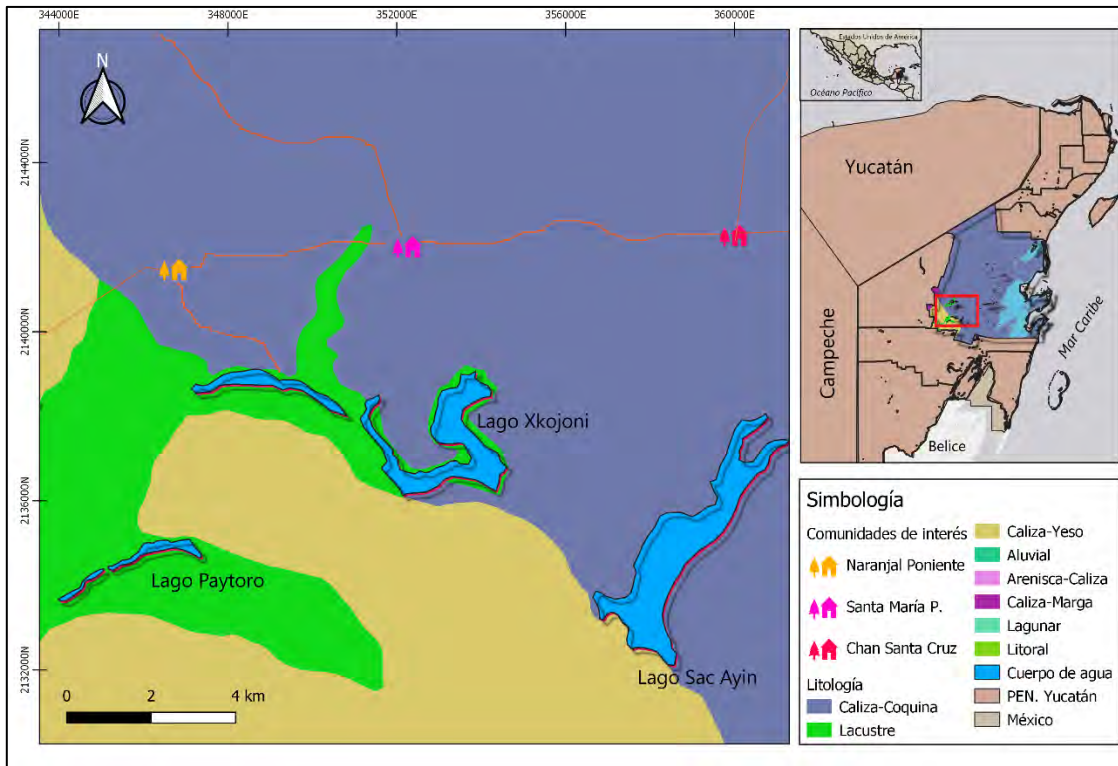 344000E
348000E
352000E
356000E
360000E
2144000N
2140000N
2136000N
2132000N
N
Lago Xkojoni
Lago Paytoro
Lago Sac Ayin
0
2
4 km
Estados Unidos de América
Océano Pacífico
Yucatán
Campeche
Mar Caribe
Belice
Simbología
Comunidades de interés
Naranjal Poniente
Santa María P.
Chan Santa Cruz
Litología
Caliza-Coquina
Lacustre
Caliza-Yeso
Aluvial
Arenisca-Caliza
Caliza-Marga
Lagunar
Litoral
Cuerpo de agua
PEN. Yucatán
México